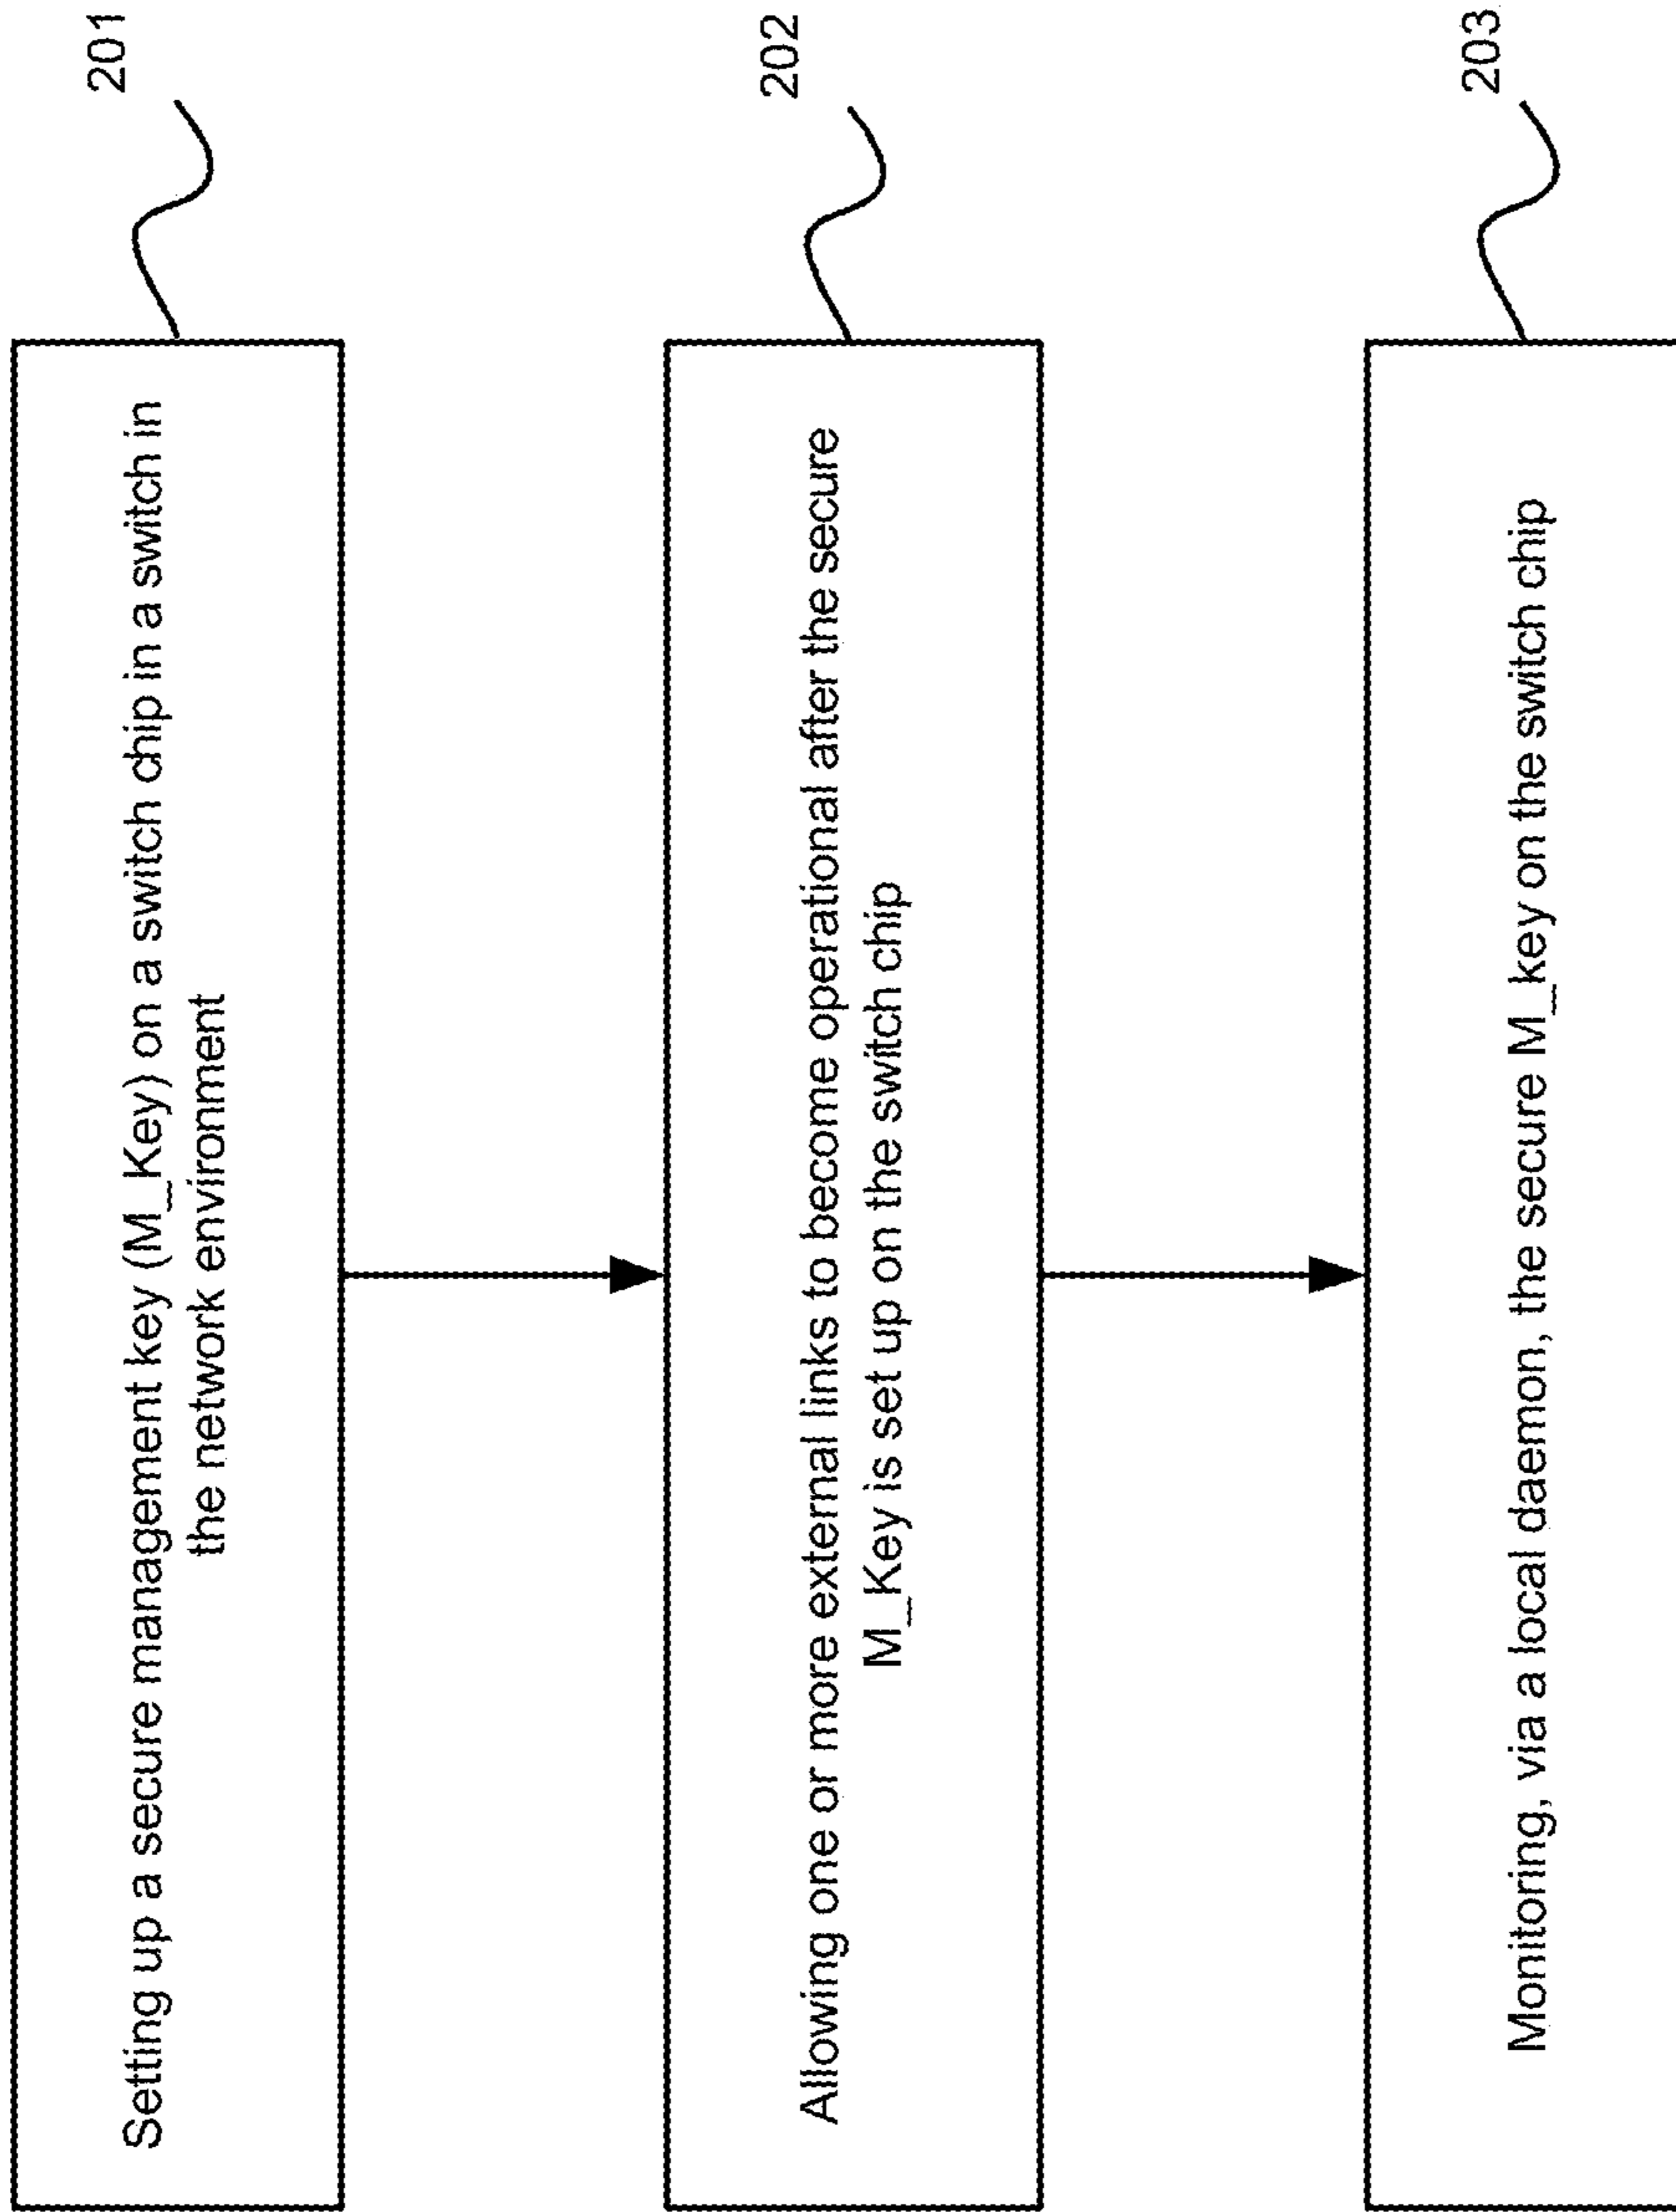 Setting up a secure management key (M_Key) on a switch chip in a switch in
the network environment
201
Allowing one or more external links to become operational after the secure
M_Key is set up on the switch chip
202
Monitoring, via a local daemon, the secure M_key on the switch chip
203